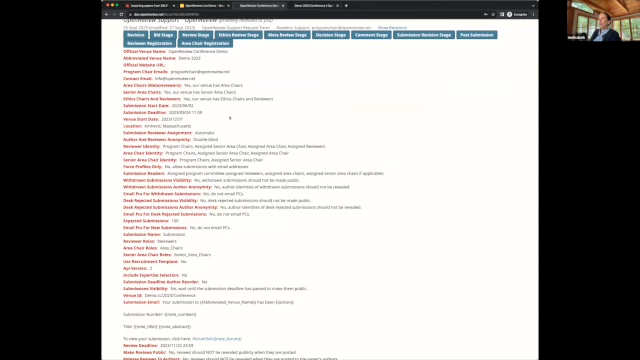 OpenReview Support
Revision Bid Stage Review Stage Ethics Review Stage Meta Review Stage Decision Stage Comment Stage Submission Revision Stage Post Submission
Reviewer Registration Area Chair Registration
Official Venue Name: OpenReview Conference Demo
Abbreviated Venue Name: Demo 2023
Official Website URL:
Program Chair Emails: programchair@openreview.net
Contact Email: info@openreview.net
Area Chairs (Metareviewers): Yes, our venue has Area Chairs
Senior Area Chairs: Yes, our venue has Senior Area Chairs
Ethics Chairs And Reviewers: Yes, our venue has Ethics Chairs and Reviewers
Submission Start Date: 2023/06/02
Submission Deadline: 11:59
Venue Start Date: 2023/12/31
Location: Amherst, Massachusetts
Submission Reviewer Assignment: Automatic
Author And Reviewer Anonymity: Double-blind
Reviewer Identity: Program Chairs, Assigned Senior Area Chair, Assigned Area Chair, Assigned Reviewers
Area Chair Identity: Program Chairs, Assigned Senior Area Chair, Assigned Area Chair
Senior Area Chair Identity: Program Chairs, Assigned Senior Area Chair
Force Profiles Only: No, allow submissions with email addresses
Submission Readers: Assigned program committee (assigned reviewers, assigned area chairs, assigned senior area chairs if applicable)
Withdrawn Submissions Visibility: No, withdrawn submissions should not be made public.
Withdrawn Submissions Author Anonymity: No, author identities of withdrawn submissions should not be revealed.
Email Pcs For Withdrawn Submissions: No, do not email PCs.
Desk Rejected Submissions Visibility: No, desk rejected submissions should not be made public.
Desk Rejected Submissions Author Anonymity: No, author identities of desk rejected submissions should not be revealed.
Email Pcs For Desk Rejected Submissions: No, do not email PCs.
Expected Submissions: 100
Email Pcs For New Submissions: No, do not email PCs.
Submission Name: Submission
Reviewer Roles: Reviewers
Area Chair Roles: Area_Chairs
Senior Area Chair Roles: Senior_Area_Chairs
Use Recruitment Template: No
Api Version: 2
Include Expertise Selection: No
Submission Deadline Author Reorder: No
Submissions Visibility: No, wait until the submission deadline has passed to make them public.
Venue Id: Demo.cc/2023/Conference
Submission Email: Your submission to {{Abbreviated_Venue_Name}} has been {{action}}.
Submission Number: {{note_number}}
Title: {{note_title}} {{note_abstract}}
To view your submission, click here: /forum?id={{note_forum}}
Review Deadline: 2023/11/22 23:59
Make Reviews Public: No, reviews should NOT be revealed publicly when they are posted